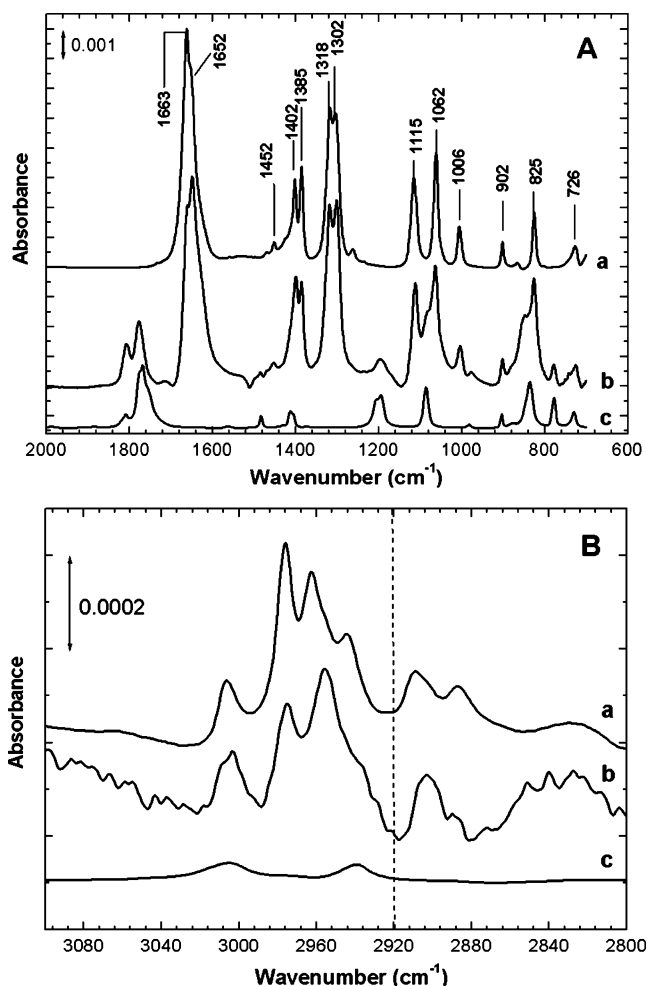 A
0.001
1663
1652
1452
1402
1385
1318
1302
1115
1062
1006
902
825
726
Absorbance
a
b
c
2000 1800 1600 1400 1200 1000 800 600
Wavenumber (cm-1)
B
0.0002
Absorbance
a
b
c
3080 3040 3000 2960 2920 2880 2840 2800
Wavenumber (cm-1)